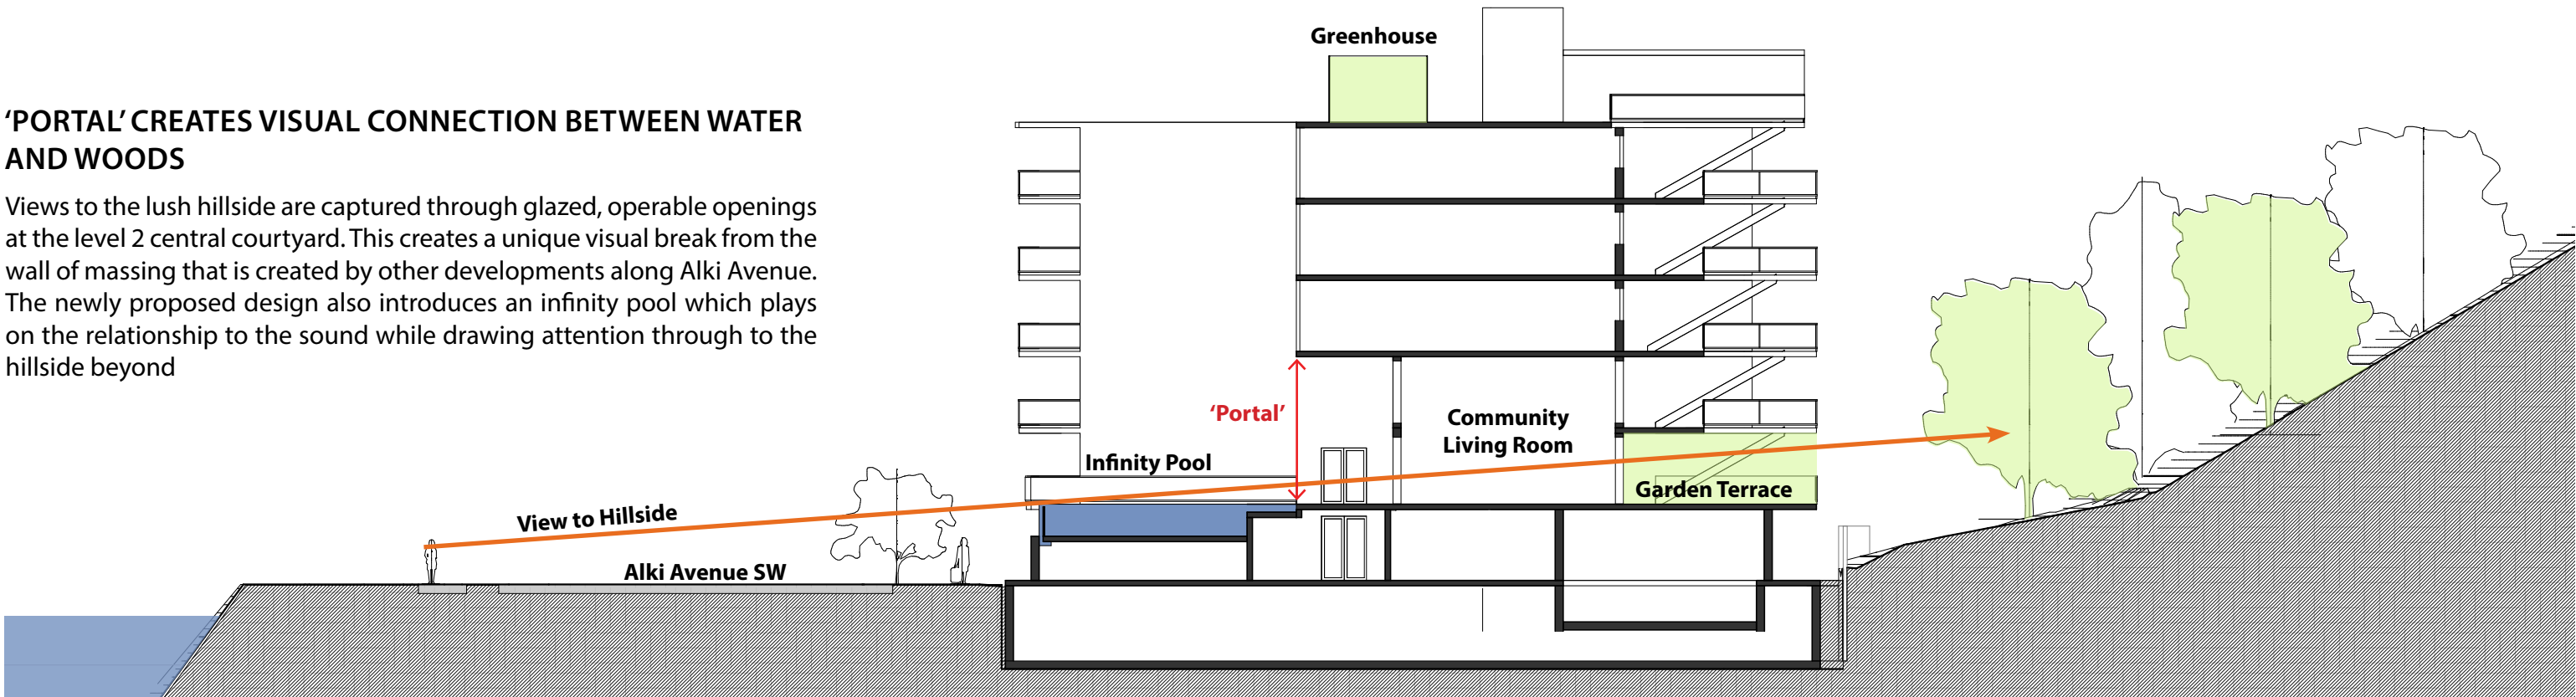 ‘PORTAL’ CREATES VISUAL CONNECTION BETWEEN WATER
AND WOODS
Views to the lush hillside are captured through glazed, operable openings
at the level 2 central courtyard. This creates a unique visual break from the
wall of massing that is created by other developments along Alki Avenue.
The newly proposed design also introduces an infinity pool which plays
on the relationship to the sound while drawing attention through to the
hillside beyond
Greenhouse
‘Portal’
Community
Living Room
Infinity Pool
Garden Terrace
View to Hillside
Alki Avenue SW